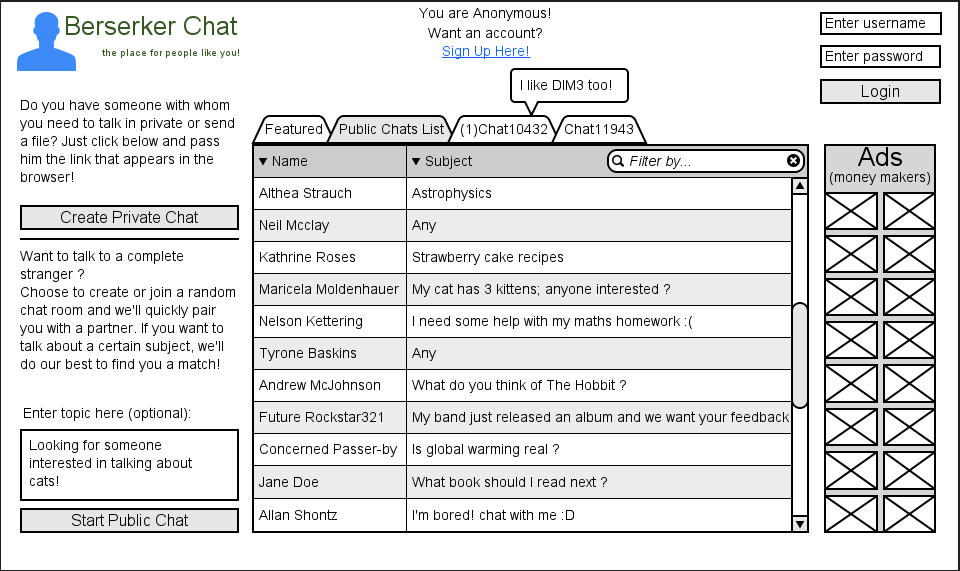 Berserker Chat
the place for people like you!
You are Anonymous!
Want an account?
Sign Up Here!
Enter username
Enter password
Login
Do you have someone with whom
you need to talk in private or send
a file? Just click below and pass
him the link that appears in the
browser!
Create Private Chat
Want to talk to a complete
stranger ?
Choose to create or join a random
chat room and we'll quickly pair
you with a partner. If you want to
talk about a certain subject, we'll
do our best to find you a match!
Enter topic here (optional):
Looking for someone
interested in talking about
cats!
Start Public Chat
I like DIM3 too!
Featured Public Chats List (1)Chat10432 Chat11943
Name Subject Filter by...
Althea Strauch Astrophysics
Neil Mcclay Any
Kathrine Roses Strawberry cake recipes
Maricela Moldenhauer My cat has 3 kittens; anyone interested ?
Nelson Kettering I need some help with my maths homework :(
Tyrone Baskins Any
Andrew McJohnson What do you think of The Hobbit ?
Future Rockstar321 My band just released an album and we want your feedback
Concerned Passer-by Is global warming real ?
Jane Doe What book should I read next ?
Allan Shontz I'm bored! chat with me :D
Ads
(money makers)